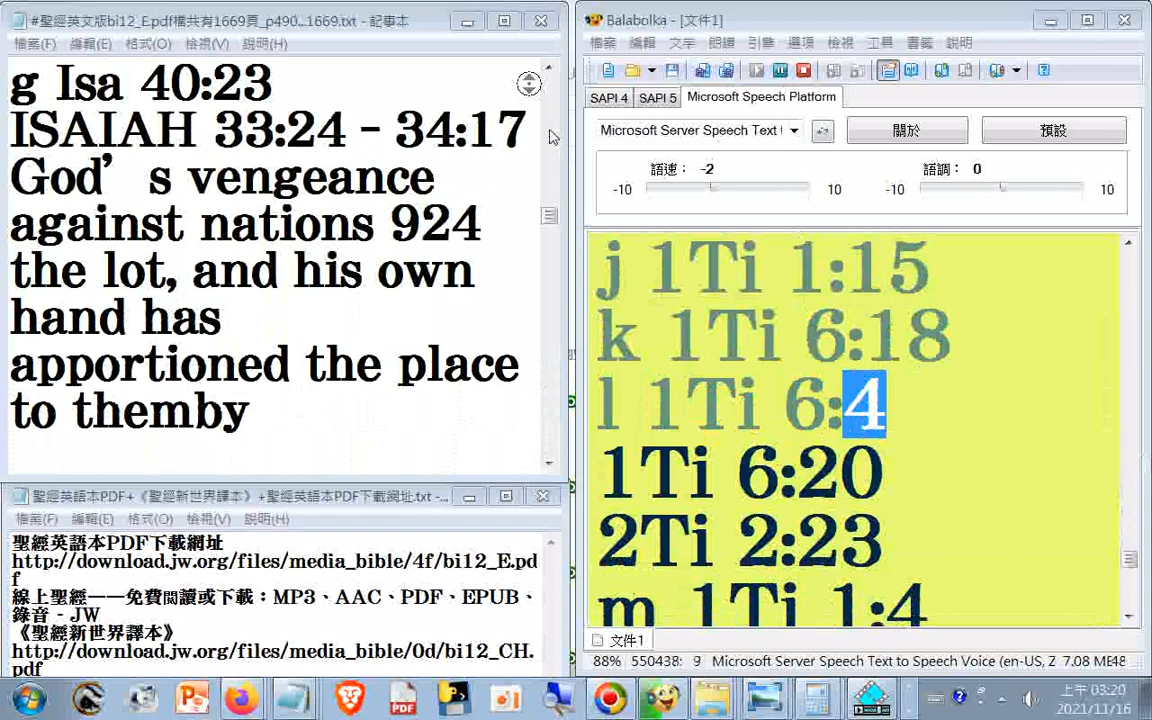 #聖經英文版bi12_E.pdf檔共有1669頁_p490...1669.txt - 記事本
檔案(F) 編輯(E) 格式(O) 檢視(V) 說明(H)
g Isa 40:23
ISAIAH 33:24 - 34:17
God’s vengeance
against nations 924
the lot, and his own
hand has
apportioned the place
to themby
聖經英語本PDF+《聖經新世界譯本》+聖經英語本PDF下載網址.txt - ...
檔案(F) 編輯(E) 格式(O) 檢視(V) 說明(H)
聖經英語本PDF下載網址
http://download.jw.org/files/media_bible/4f/bi12_E.pd
f
線上聖經——免費閱讀或下載：MP3、AAC、PDF、EPUB、
錄音 - JW
《聖經新世界譯本》
http://download.jw.org/files/media_bible/0d/bi12_CH.
pdf
Balabolka - [文件1]
檔案 編輯 文字 朗讀 引擎 選項 檢視 工具 書籤 說明
SAPI 4 SAPI 5 Microsoft Speech Platform
Microsoft Server Speech Text 關於 預設
語速： -2 語調： 0
-10 10 -10 10
j 1Ti 1:15
k 1Ti 6:18
l 1Ti 6:4
1Ti 6:20
2Ti 2:23
m 1Ti 1:4
文件1
88% 550438: 9 Microsoft Server Speech Text to Speech Voice (en-US, Z 7.08 ME48
上午 03:20
2021/11/16